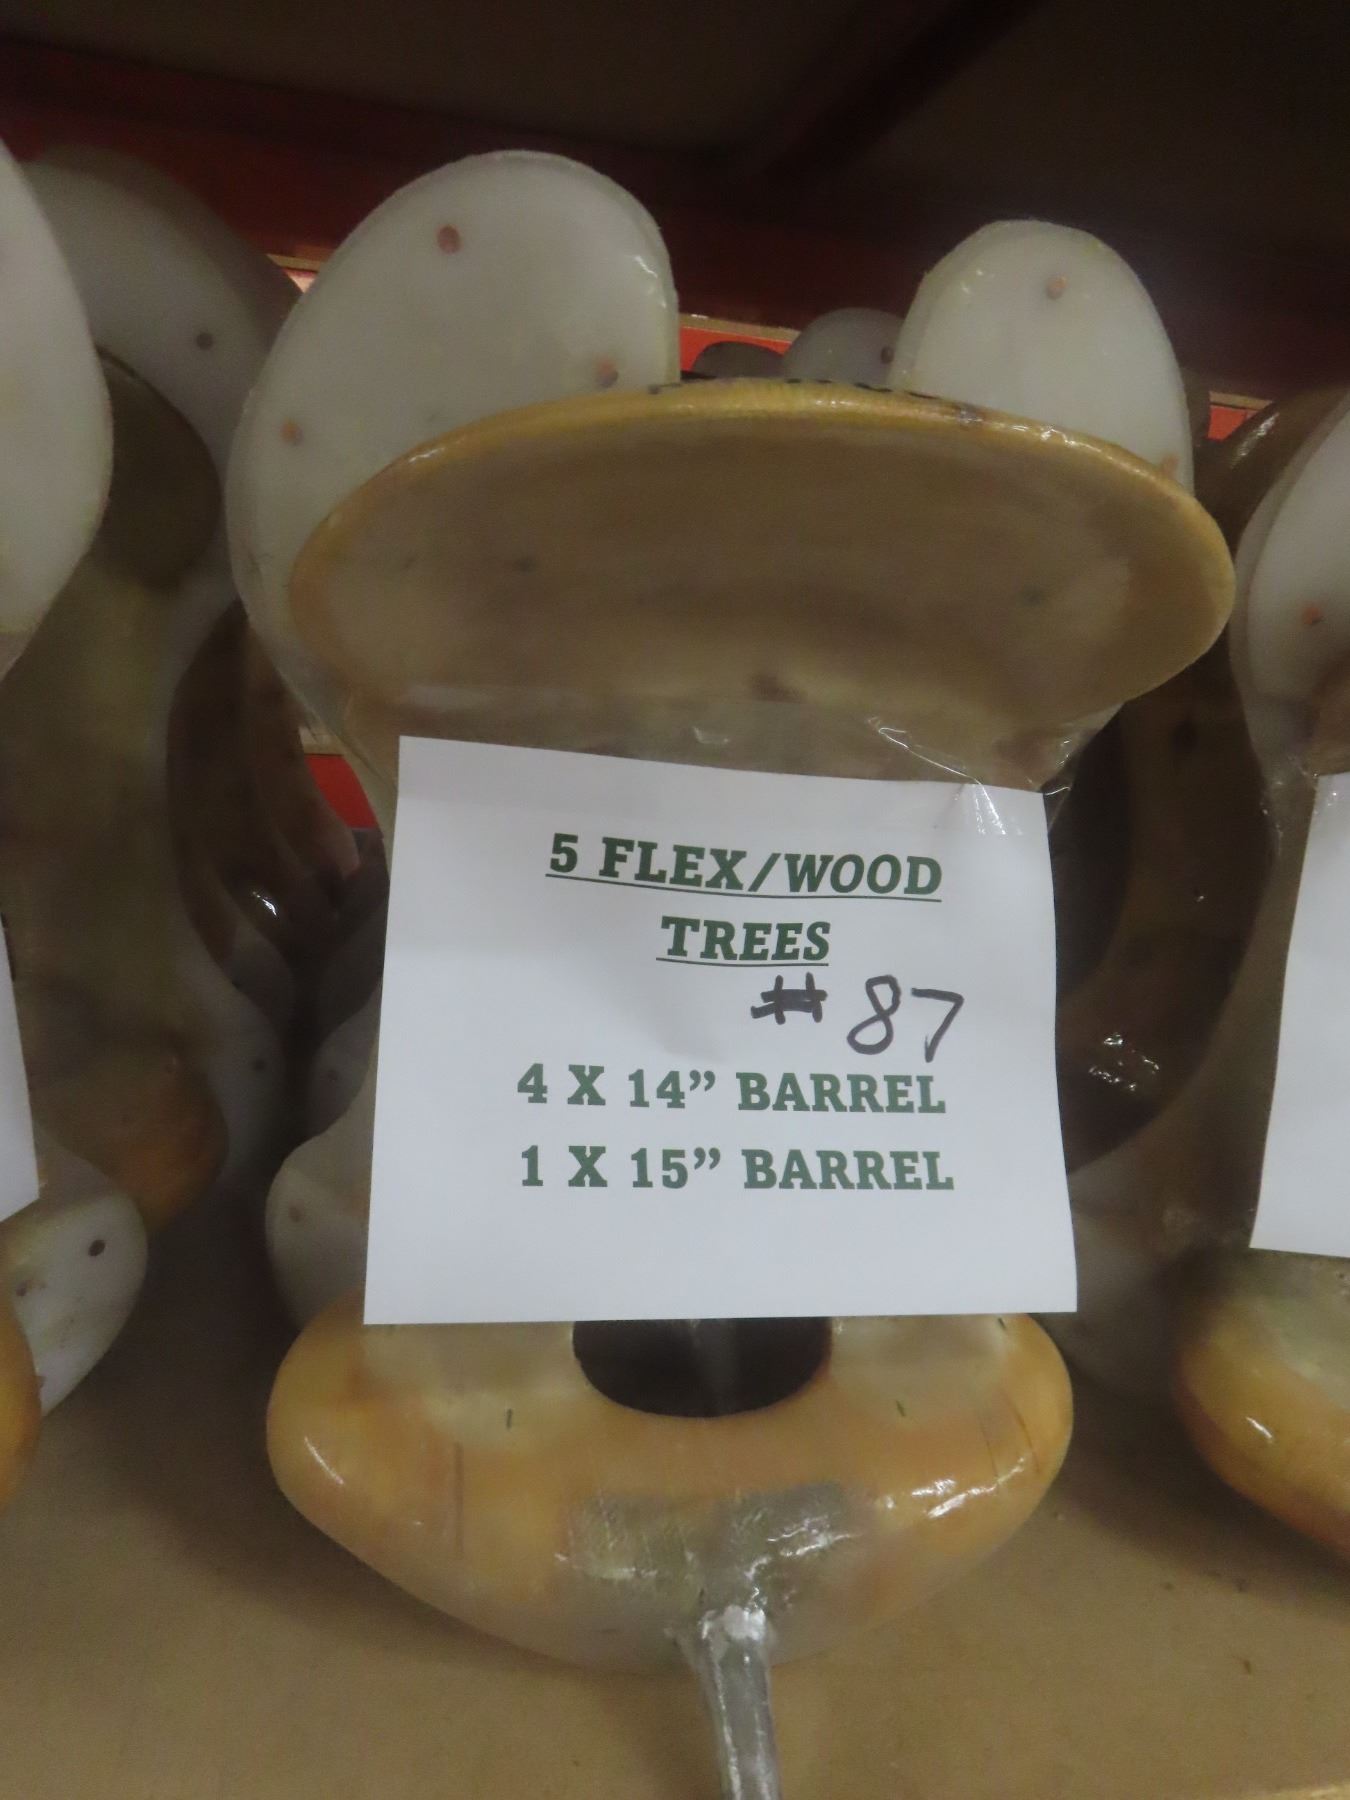 5 FLEX/WOOD
TREES
# 87
4 X 14” BARREL
1 X 15” BARREL